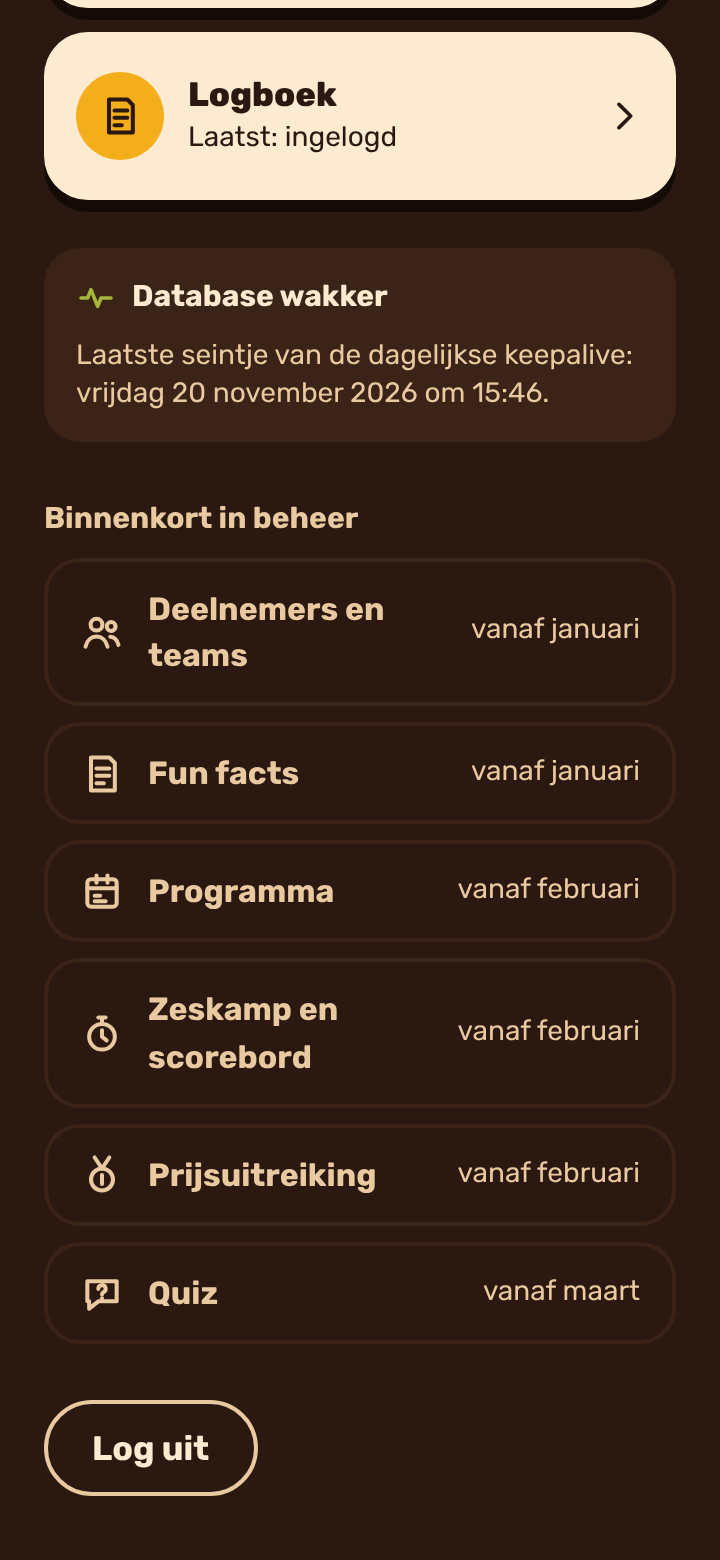 Logboek
Laatst: ingelogd
Database wakker
Laatste seintje van de dagelijkse keepalive:
vrijdag 20 november 2026 om 15:46.
Binnenkort in beheer
Deelnemers en
teams
vanaf januari
Fun facts
vanaf januari
Programma
vanaf februari
Zeskamp en
scorebord
vanaf februari
Prijsuitreiking
vanaf februari
Quiz
vanaf maart
Log uit